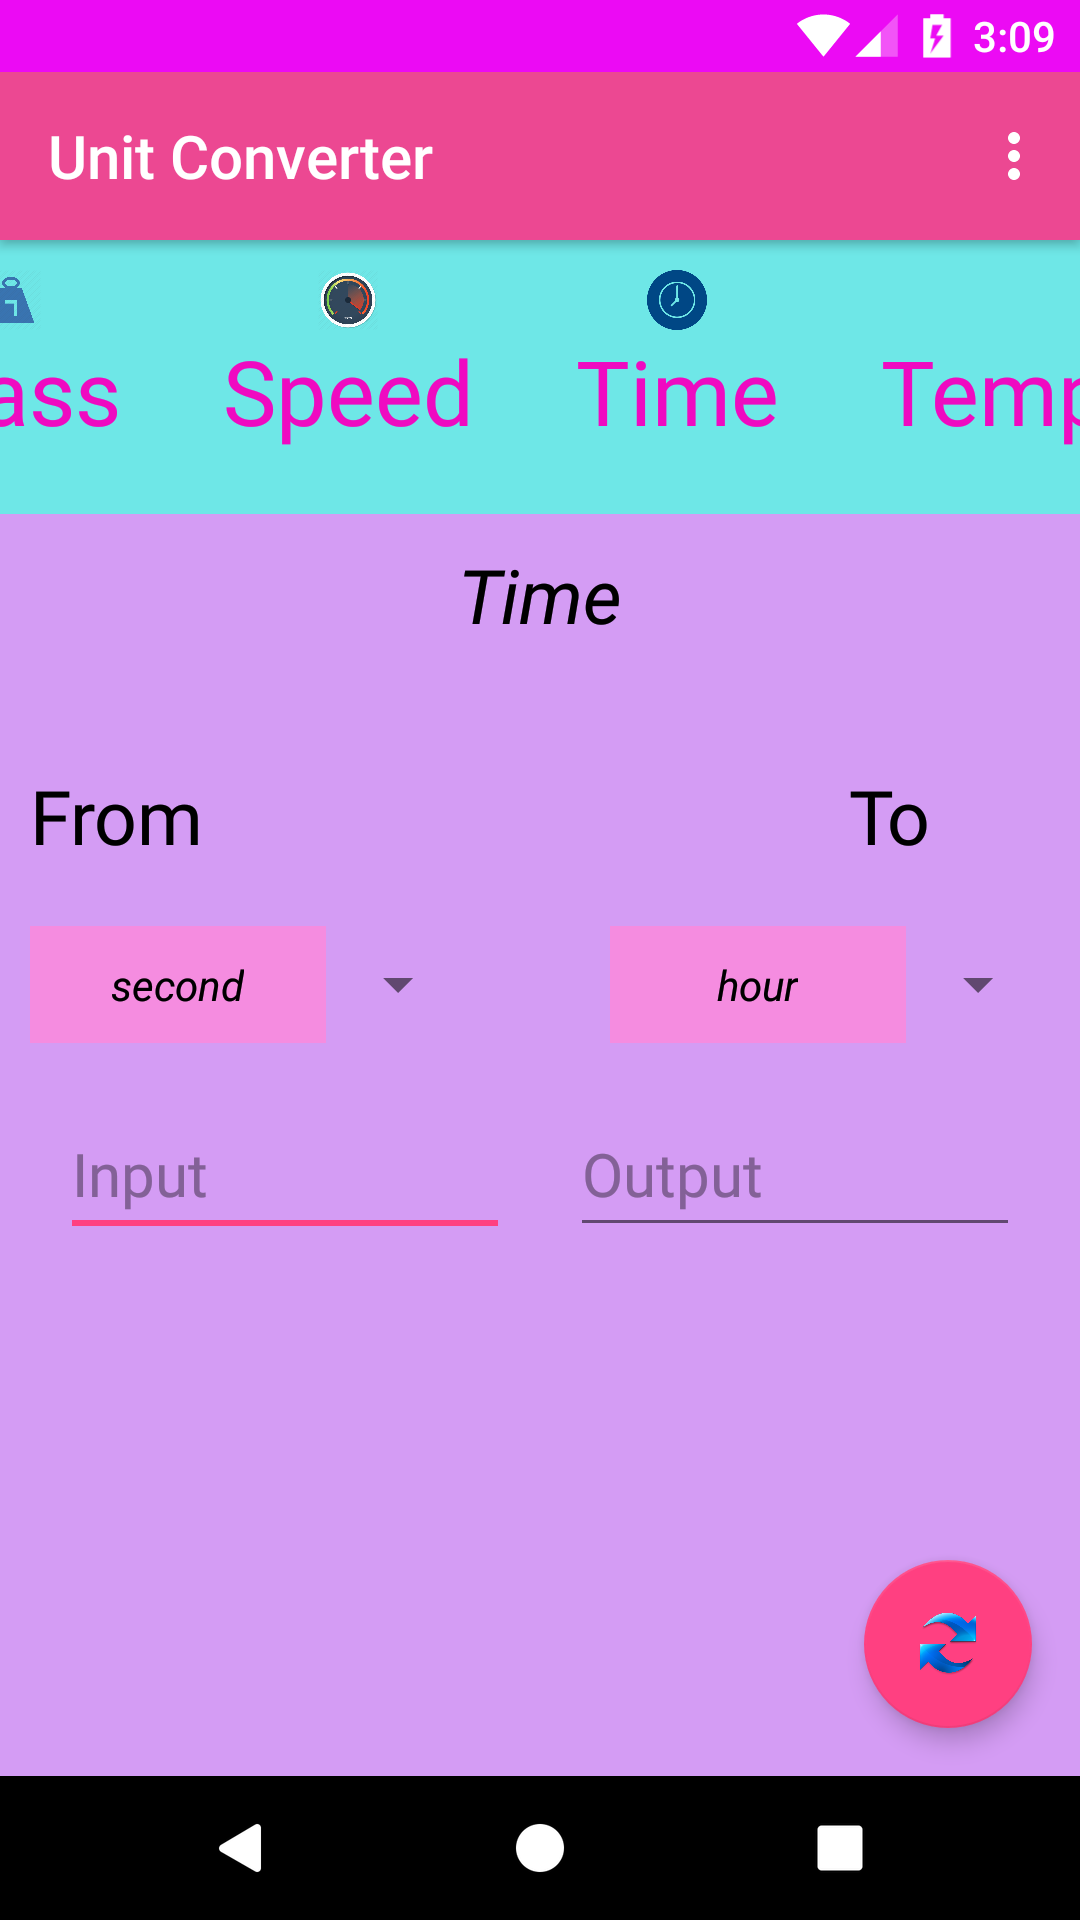 3:09
Unit Converter
ass Speed Time Temp
Time
From To
second hour
Input Output